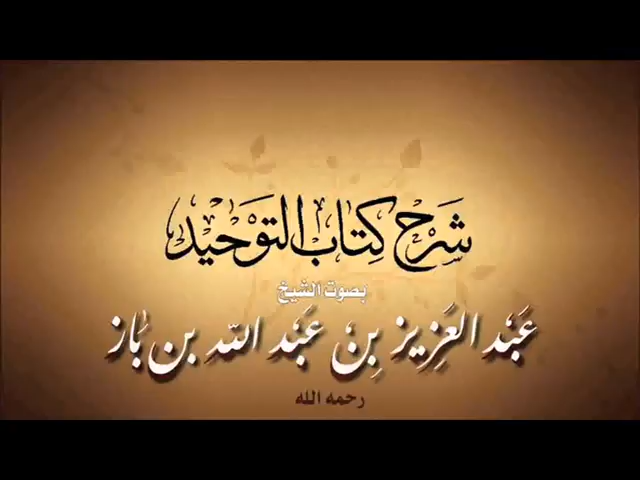 شرح كتاب التوحيد
بصوت الشيخ
عبد العزيز بن عبد الله بن باز
رحمه الله